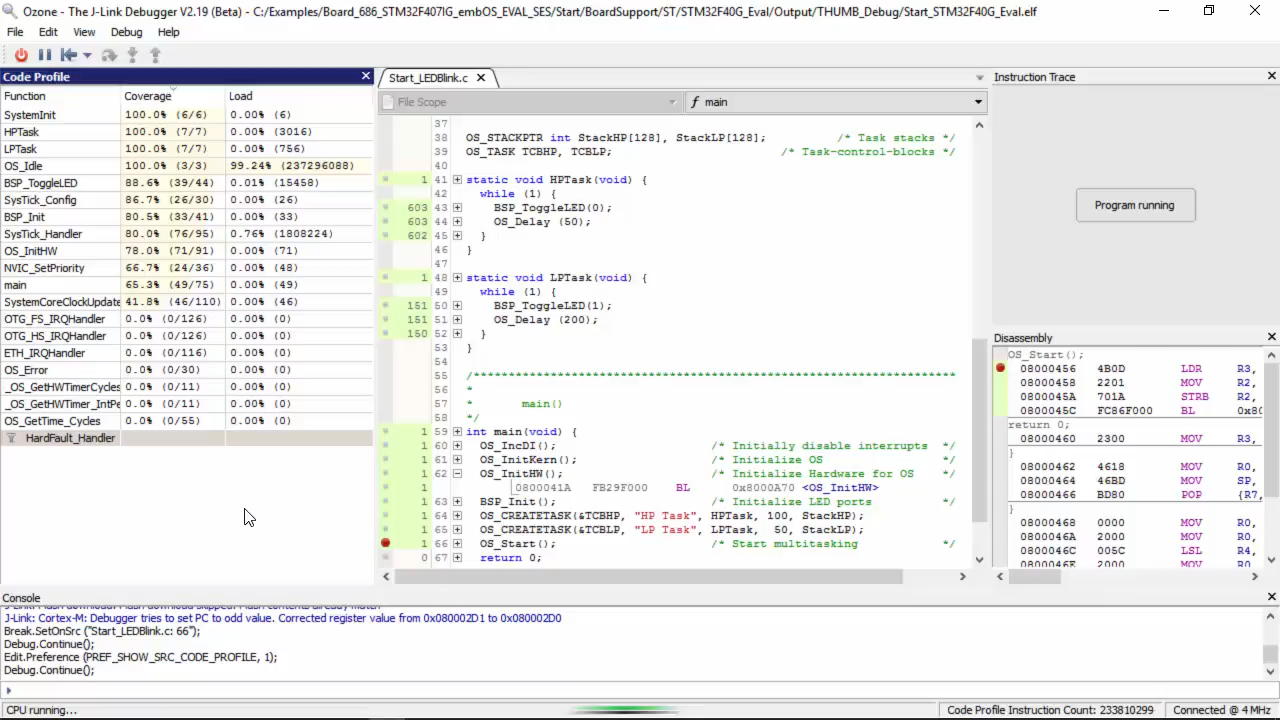 Ozone - The J-Link Debugger V2.19 (Beta) - C:/Examples/Board_686_STM32F407IG_embOS_EVAL_SES/Start/BoardSupport/ST/STM32F40G_Eval/Output/THUMB_Debug/Start_STM32F40G_Eval.elf
File Edit View Debug Help
Code Profile
Function Coverage Load
SystemInit 100.0% (6/6) 0.00% (6)
HPTask 100.0% (7/7) 0.00% (3016)
LPTask 100.0% (7/7) 0.00% (756)
OS_Idle 100.0% (3/3) 99.24% (237296088)
BSP_ToggleLED 88.6% (39/44) 0.01% (15458)
SysTick_Config 86.7% (26/30) 0.00% (26)
BSP_Init 80.5% (33/41) 0.00% (33)
SysTick_Handler 80.0% (76/95) 0.76% (1808224)
OS_InitHW 78.0% (71/91) 0.00% (71)
NVIC_SetPriority 66.7% (24/36) 0.00% (48)
main 65.3% (49/75) 0.00% (49)
SystemCoreClockUpdate 41.8% (46/110) 0.00% (46)
OTG_FS_IRQHandler 0.0% (0/126) 0.00% (0)
OTG_HS_IRQHandler 0.0% (0/126) 0.00% (0)
ETH_IRQHandler 0.0% (0/116) 0.00% (0)
OS_Error 0.0% (0/30) 0.00% (0)
_OS_GetHWTimerCycles 0.0% (0/11) 0.00% (0)
_OS_GetHWTimer_IntPe 0.0% (0/11) 0.00% (0)
OS_GetTime_Cycles 0.0% (0/55) 0.00% (0)
HardFault_Handler
Start_LEDBlink.c
File Scope main
37
38 OS_STACKPTR int StackHP[128], StackLP[128]; /* Task stacks */
39 OS_TASK TCBHP, TCBLP; /* Task-control-blocks */
40
1 41 static void HPTask(void) {
42 while (1) {
603 43 BSP_ToggleLED(0);
603 44 OS_Delay (50);
602 45 }
46 }
47
1 48 static void LPTask(void) {
49 while (1) {
151 50 BSP_ToggleLED(1);
151 51 OS_Delay (200);
150 52 }
53 }
54
55 /*********************************************************************
56 *
57 * main()
58 */
1 59 int main(void) {
1 60 OS_IncDI(); /* Initially disable interrupts */
1 61 OS_InitKern(); /* Initialize OS */
1 62 OS_InitHW(); /* Initialize Hardware for OS */
0800041A FB29F000 BL 0x8000A70 <OS_InitHW>
1 63 BSP_Init(); /* Initialize LED ports */
1 64 OS_CREATETASK(&TCBHP, "HP Task", HPTask, 100, StackHP);
1 65 OS_CREATETASK(&TCBLP, "LP Task", LPTask, 50, StackLP);
1 66 OS_Start(); /* Start multitasking */
0 67 return 0;
Instruction Trace
Program running
Disassembly
OS_Start();
08000456 4B0D LDR R3,
08000458 2201 MOV R2,
0800045A 701A STRB R2,
0800045C FC86F000 BL 0x80
return 0;
08000460 2300 MOV R3,
}
08000462 4618 MOV R0,
08000464 46BD MOV SP,
08000466 BD80 POP {R7,
}
08000468 0000 MOV R0,
0800046A 2000 MOV R0,
0800046C 005C LSL R4,
0800046E 2000 MOV R0
Console
J-Link: Cortex-M: Debugger tries to set PC to odd value. Corrected register value from 0x080002D1 to 0x080002D0
Break.SetOnSrc ("Start_LEDBlink.c: 66");
Debug.Continue();
Edit.Preference (PREF_SHOW_SRC_CODE_PROFILE, 1);
Debug.Continue();
CPU running... Code Profile Instruction Count: 233810299 Connected @ 4 MHz